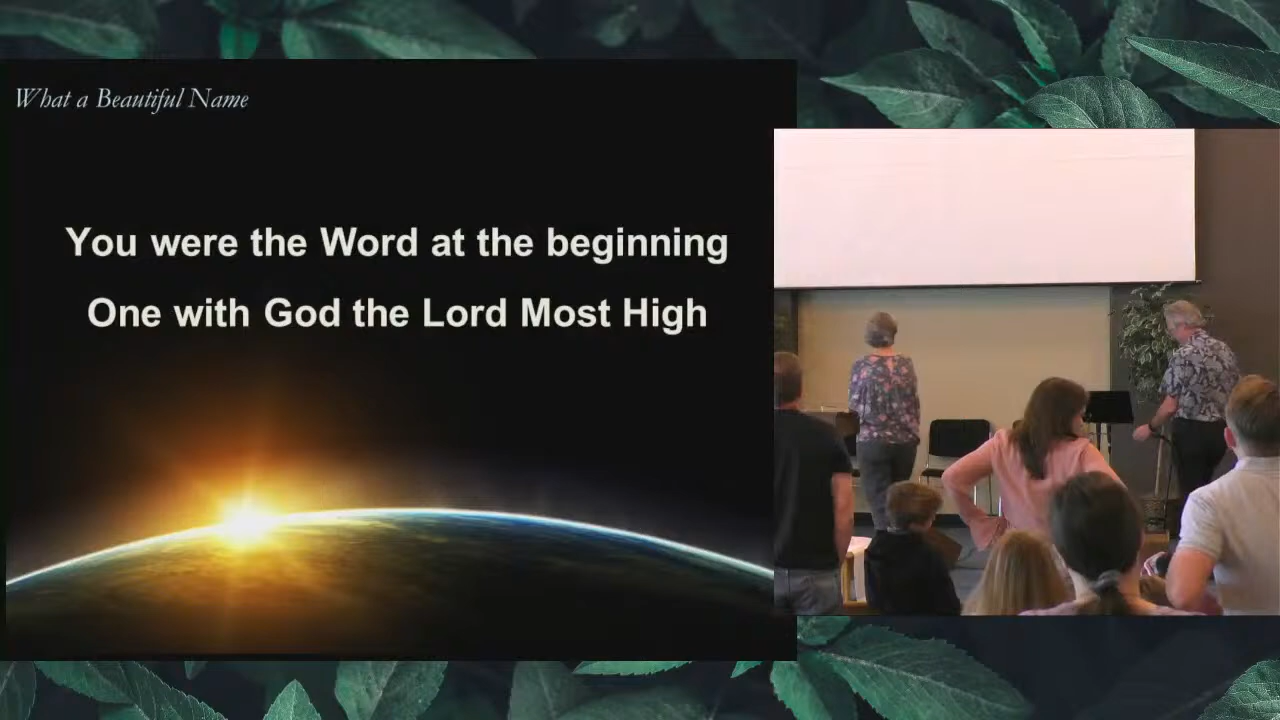 What a Beautiful Name
You were the Word at the beginning
One with God the Lord Most High